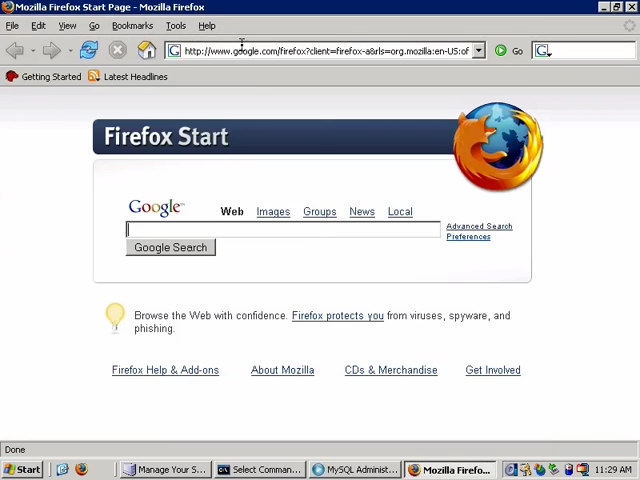 Mozilla Firefox Start Page - Mozilla Firefox
File Edit View Go Bookmarks Tools Help
http://www.google.com/firefox?client=firefox-a&rls=org.mozilla:en-US:of Go
Getting Started Latest Headlines
Firefox Start
Google™ Web Images Groups News Local
Advanced Search
Preferences
Google Search
Browse the Web with confidence. Firefox protects you from viruses, spyware, and
phishing.
Firefox Help & Add-ons About Mozilla CDs & Merchandise Get Involved
Done
Start Manage Your S... Select Comman... MySQL Administ... Mozilla Firefo... 11:29 AM